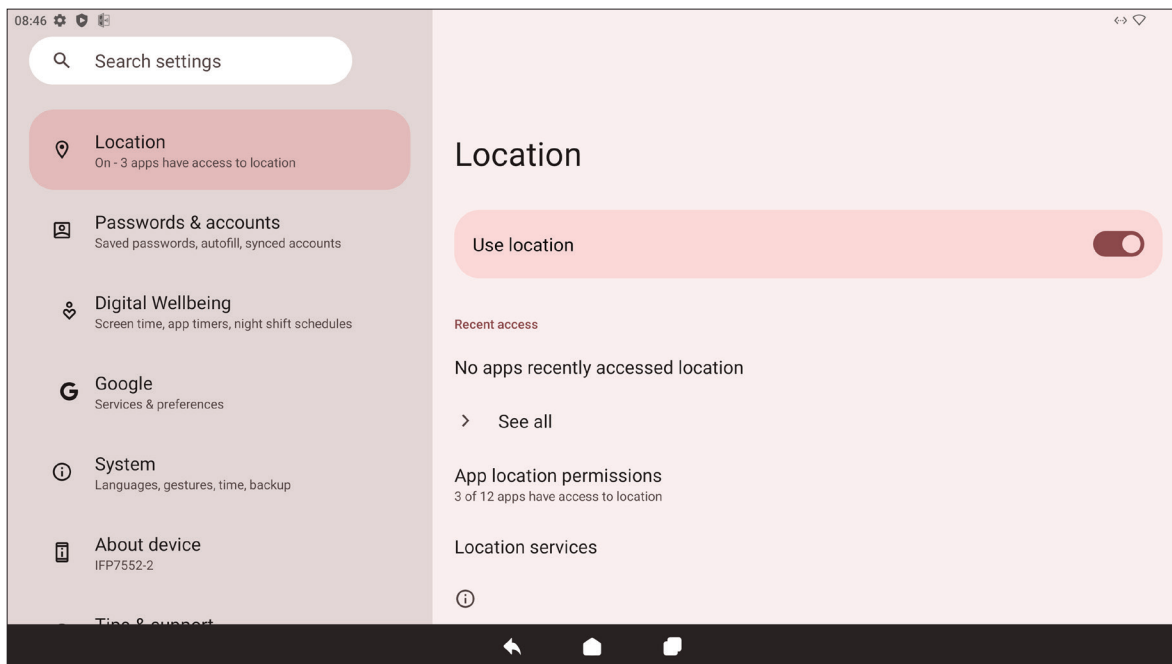 08:46
Search settings
Location
On - 3 apps have access to location
Passwords & accounts
Saved passwords, autofill, synced accounts
Digital Wellbeing
Screen time, app timers, night shift schedules
Google
Services & preferences
System
Languages, gestures, time, backup
About device
IFP7552-2
Tips & support
Location
Use location
Recent access
No apps recently accessed location
See all
App location permissions
3 of 12 apps have access to location
Location services